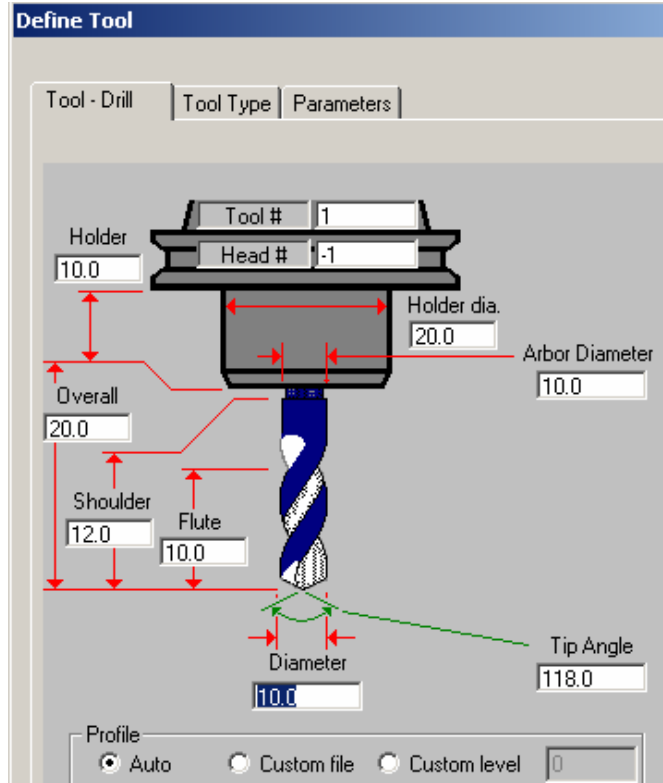 Define Tool
Tool - Drill Tool Type Parameters
Tool # 1
Holder Head # -1
10.0
Holder dia.
20.0
Arbor Diameter
10.0
Overall
20.0
Shoulder
12.0
Flute
10.0
Tip Angle
118.0
Diameter
10.0
Profile
Auto Custom file Custom level 0